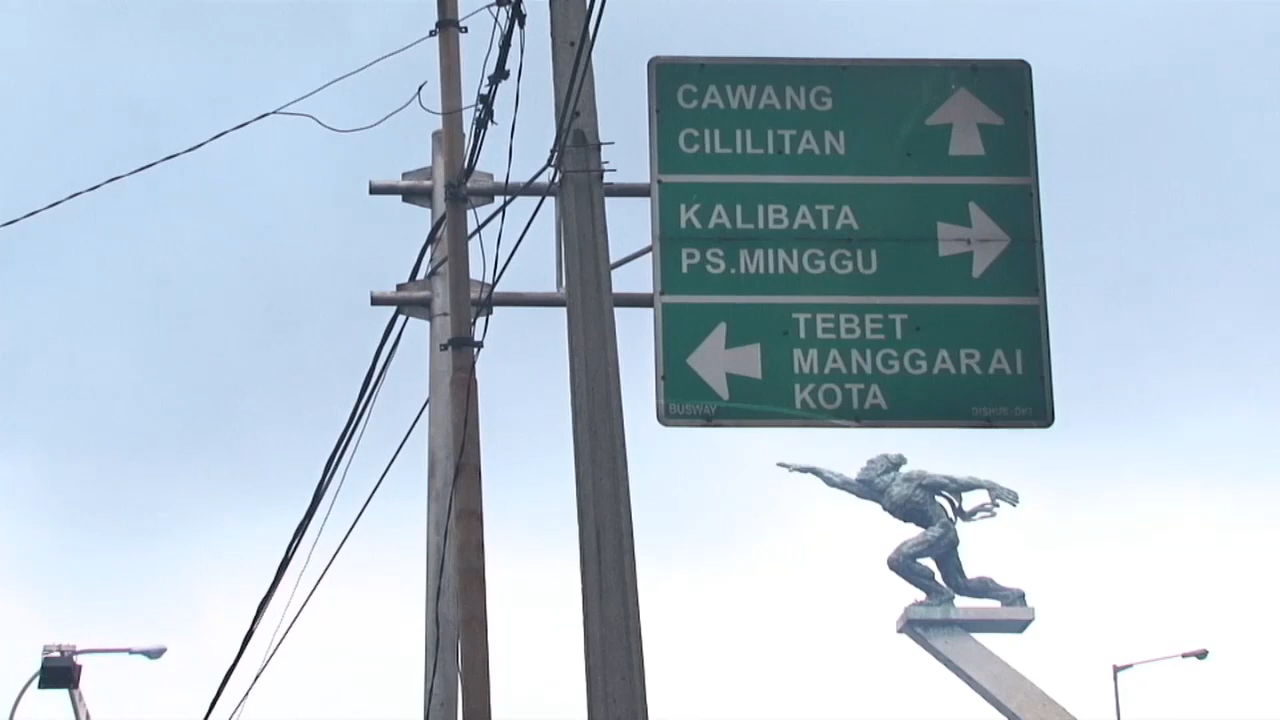 CAWANG
CILILITAN
KALIBATA
PS.MINGGU
TEBET
MANGGARAI
KOTA
BUSWAY
DISHUB-DKI